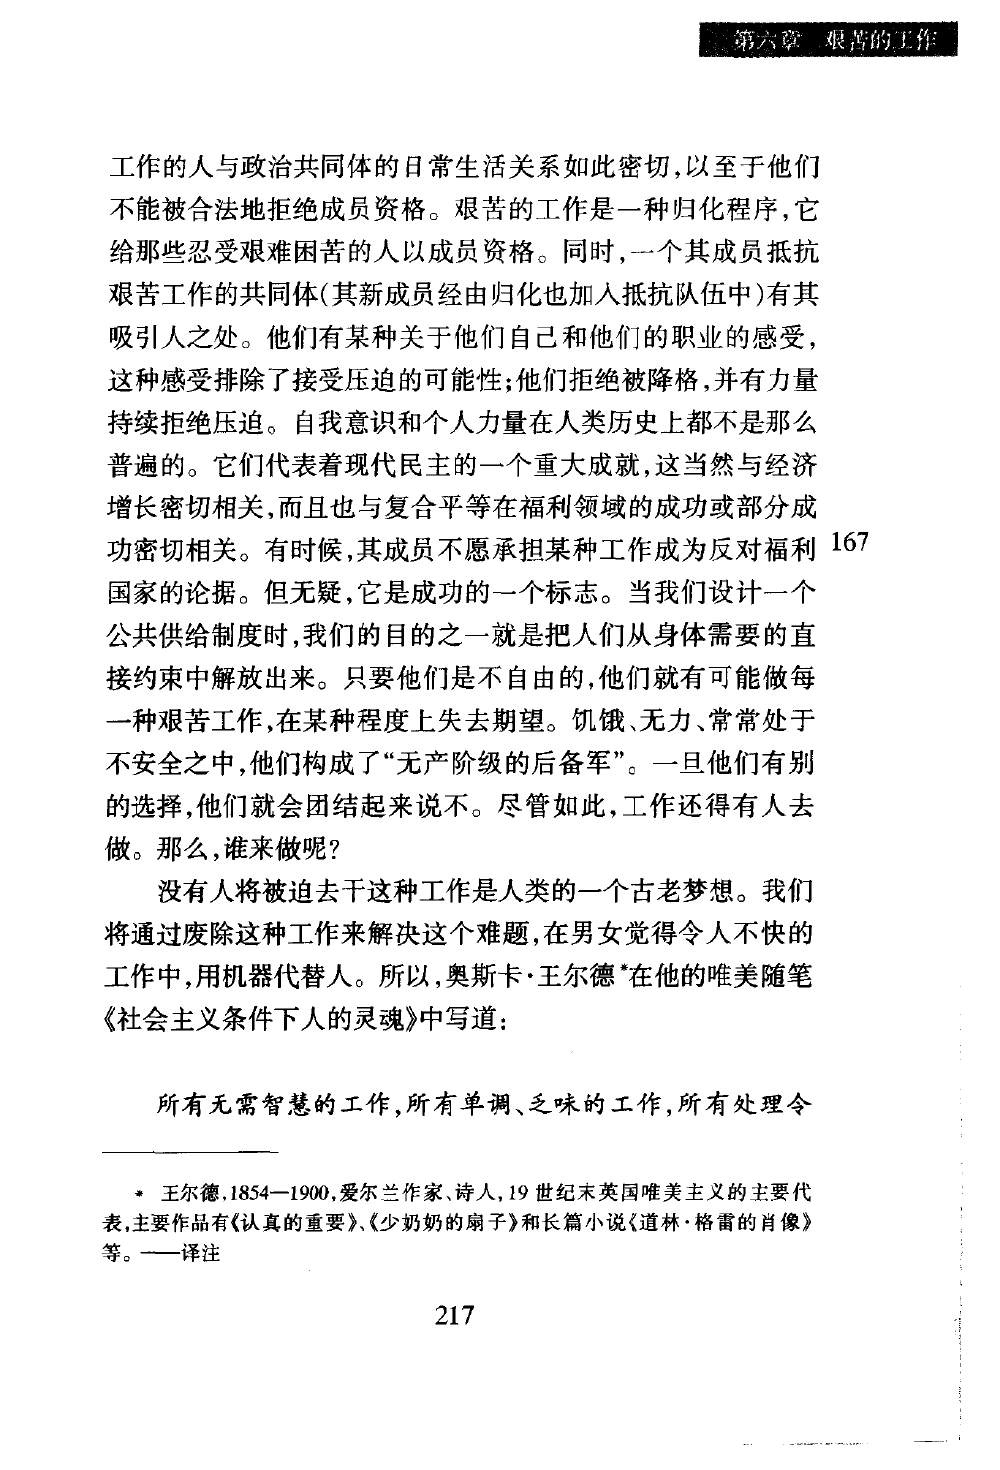 第六章 艰苦的工作
工作的人与政治共同体的日常生活关系如此密切,以至于他们
不能被合法地拒绝成员资格。艰苦的工作是一种归化程序,它
给那些忍受艰难困苦的人以成员资格。同时,一个其成员抵抗
艰苦工作的共同体(其新成员经由归化也加入抵抗队伍中)有其
吸引人之处。他们有某种关于他们自己和他们的职业的感受,
这种感受排除了接受压迫的可能性;他们拒绝被降格,并有力量
持续拒绝压迫。自我意识和个人力量在人类历史上都不是那么
普遍的。它们代表着现代民主的一个重大成就,这当然与经济
增长密切相关,而且也与复合平等在福利领域的成功或部分成
功密切相关。有时候,其成员不愿承担某种工作成为反对福利 167
国家的论据。但无疑,它是成功的一个标志。当我们设计一个
公共供给制度时,我们的目的之一就是把人们从身体需要的直
接约束中解放出来。只要他们是不自由的,他们就有可能做每
一种艰苦工作,在某种程度上失去期望。饥饿、无力、常常处于
不安全之中,他们构成了“无产阶级的后备军”。一旦他们有别
的选择,他们就会团结起来说不。尽管如此,工作还得有人去
做。那么,谁来做呢?
没有人将被迫去干这种工作是人类的一个古老梦想。我们
将通过废除这种工作来解决这个难题,在男女觉得令人不快的
工作中,用机器代替人。所以,奥斯卡·王尔德*在他的唯美随笔
《社会主义条件下人的灵魂》中写道:
所有无需智慧的工作,所有单调、乏味的工作,所有处理令
* 王尔德,1854—1900,爱尔兰作家、诗人,19世纪末英国唯美主义的主要代
表,主要作品有《认真的重要》、《少奶奶的扇子》和长篇小说《道林·格雷的肖像》
等。——译注
217